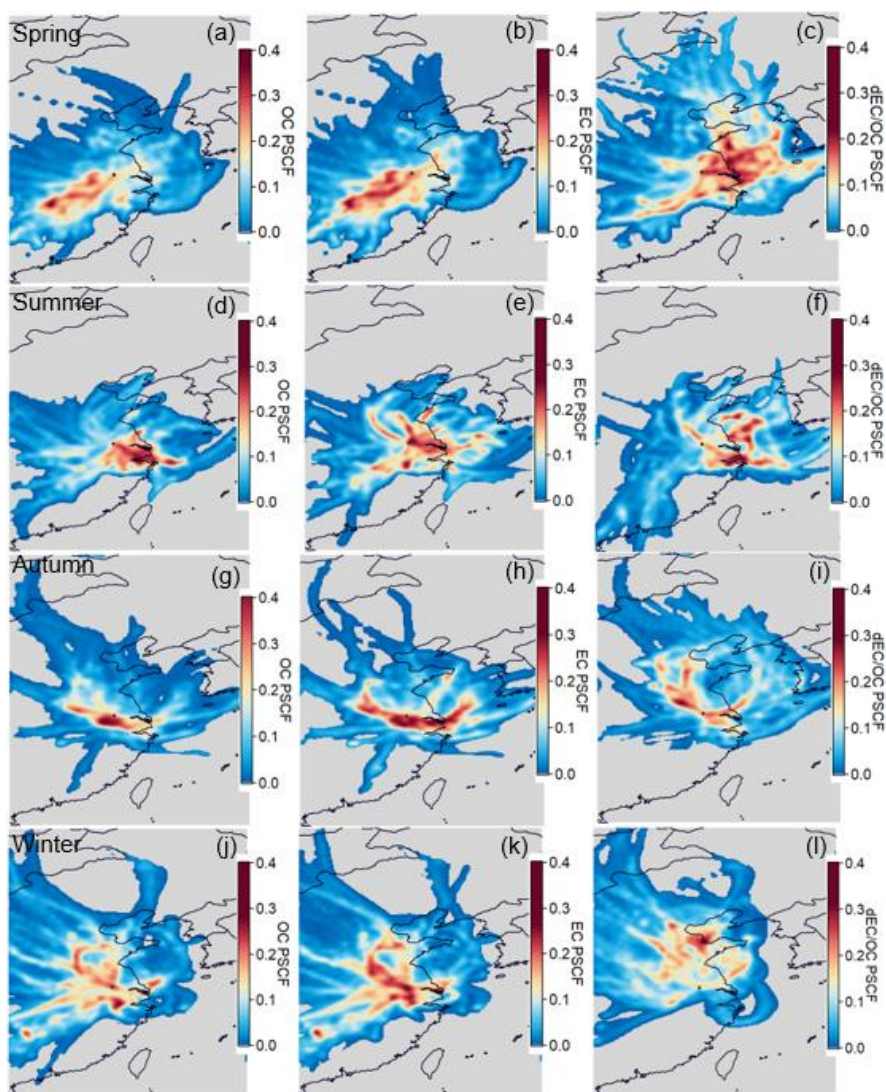 Spring
(a)
0.4
0.3
0.2
0.1
0.0
OC PSCF
(b)
0.4
0.3
0.2
0.1
0.0
EC PSCF
(c)
0.4
0.3
0.2
0.1
0.0
dEC/OC PSCF
Summer
(d)
0.4
0.3
0.2
0.1
0.0
OC PSCF
(e)
0.4
0.3
0.2
0.1
0.0
EC PSCF
(f)
0.4
0.3
0.2
0.1
0.0
dEC/OC PSCF
Autumn
(g)
0.4
0.3
0.2
0.1
0.0
OC PSCF
(h)
0.4
0.3
0.2
0.1
0.0
EC PSCF
(i)
0.4
0.3
0.2
0.1
0.0
dEC/OC PSCF
Winter
(j)
0.4
0.3
0.2
0.1
0.0
OC PSCF
(k)
0.4
0.3
0.2
0.1
0.0
EC PSCF
(l)
0.4
0.3
0.2
0.1
0.0
dEC/OC PSCF